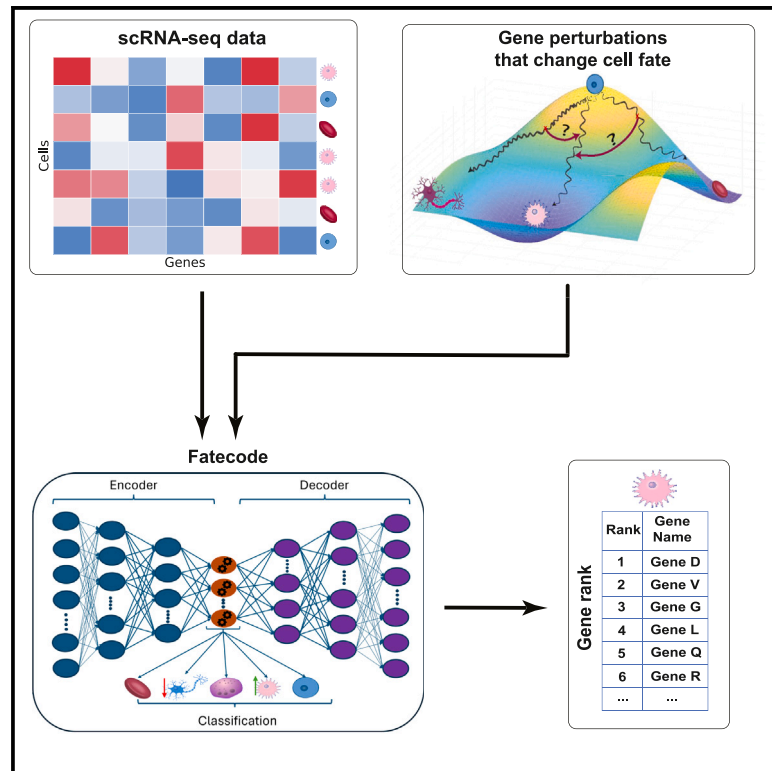 scRNA-seq data
Cells
Genes
Gene perturbations
that change cell fate
?
?
Fatecode
Encoder
Decoder
Classification
Gene rank
Rank
Gene
Name
1
Gene D
2
Gene V
3
Gene G
4
Gene L
5
Gene Q
6
Gene R
...
...